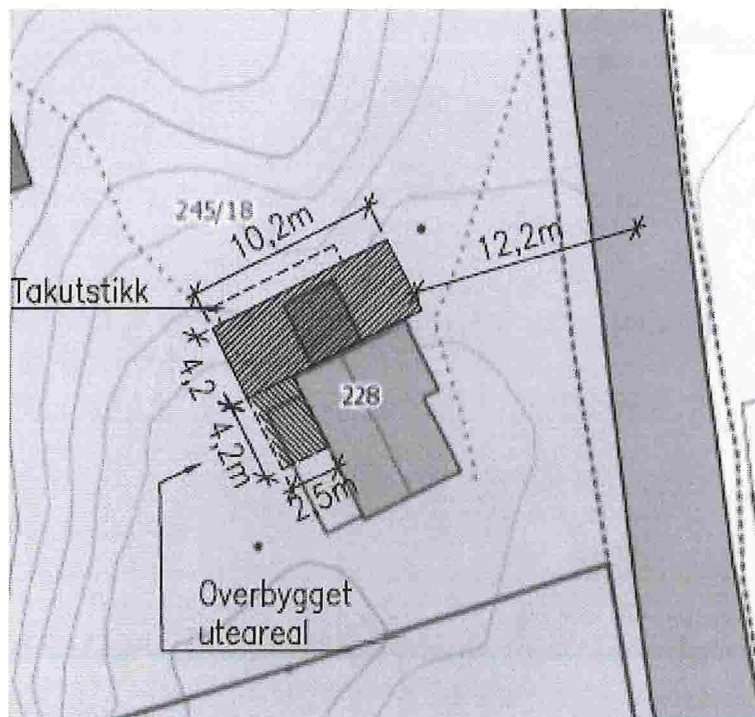 245/18
10,2m
12,2m
Takutstikk
4,2
228
4,2m
2,5m
Overbygget
uteareal